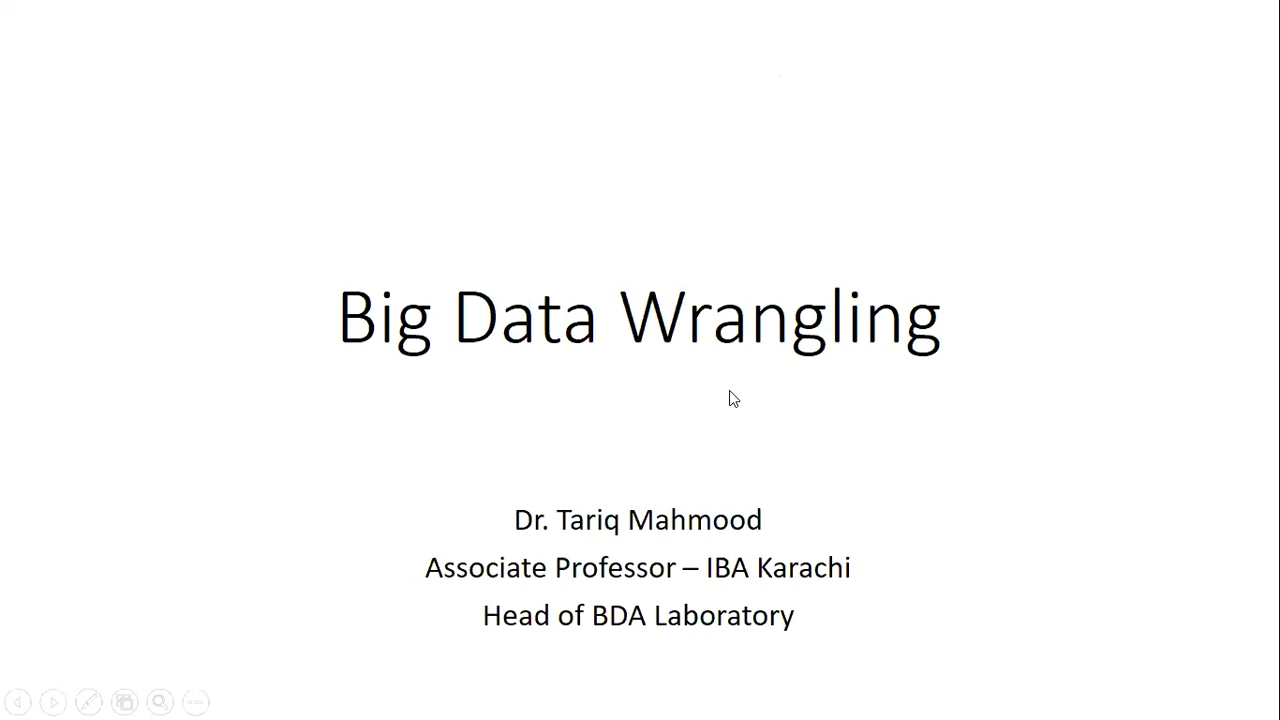 Big Data Wrangling
Dr. Tariq Mahmood
Associate Professor – IBA Karachi
Head of BDA Laboratory